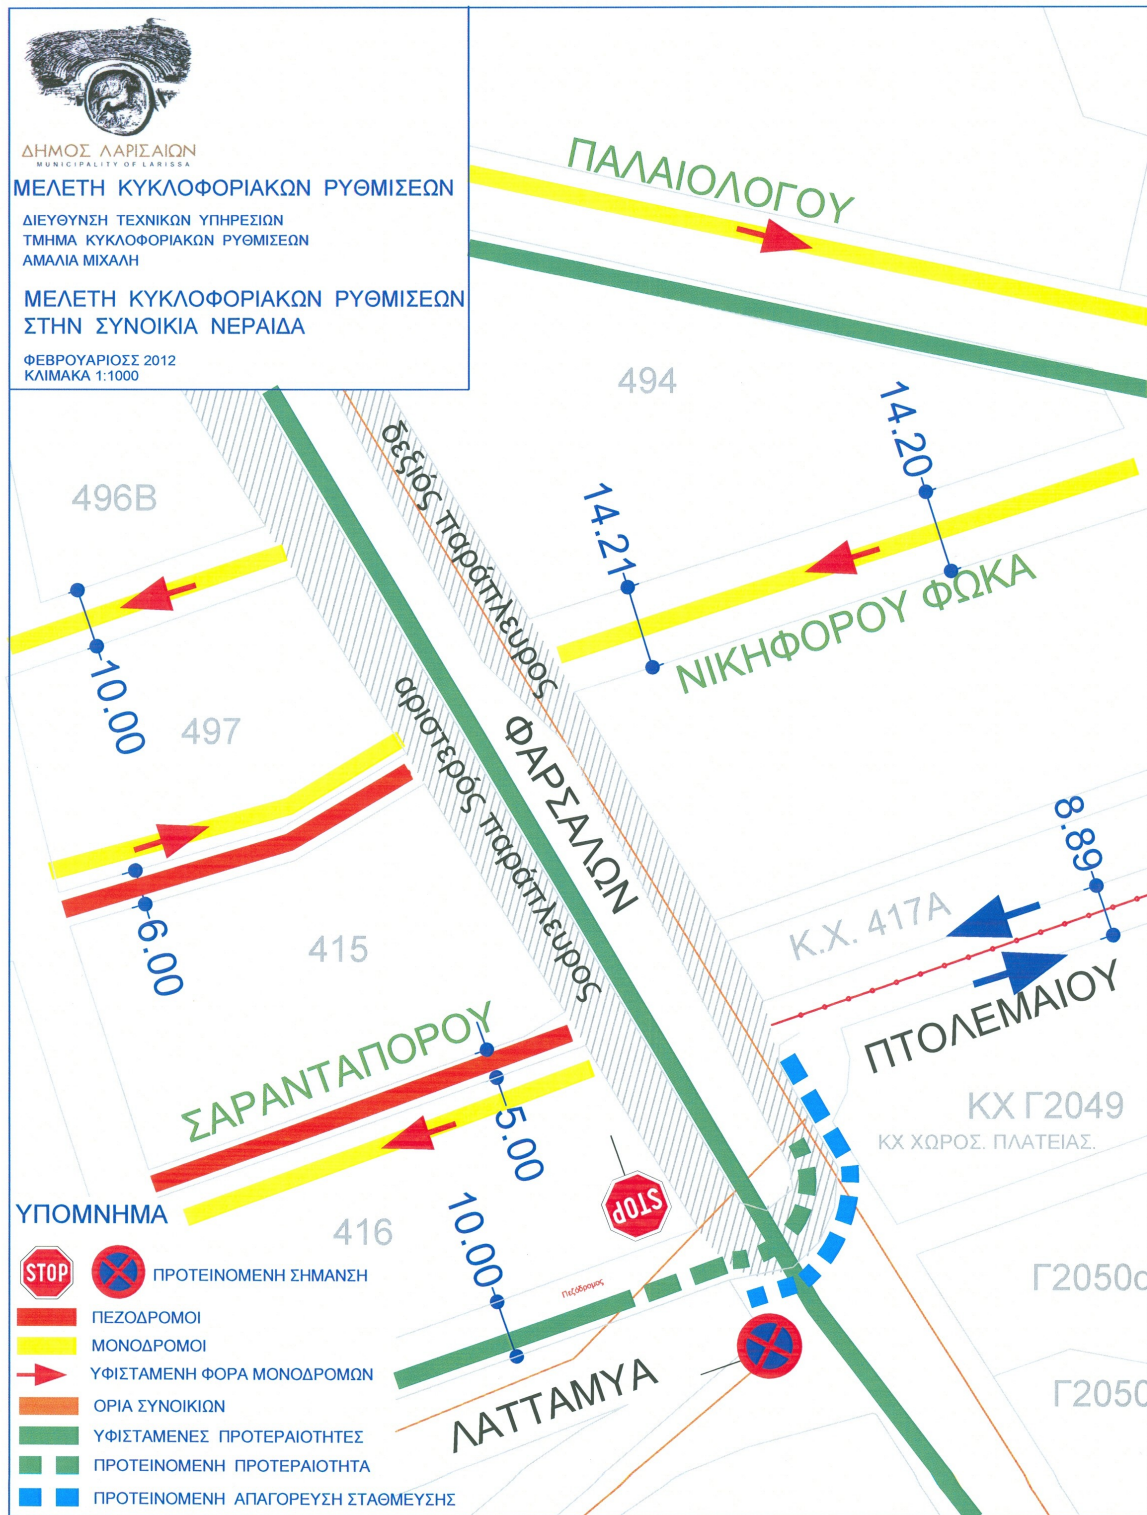 ΔΗΜΟΣ ΛΑΡΙΣΑΙΩΝ
MUNICIPALITY OF LARISSA
ΜΕΛΕΤΗ ΚΥΚΛΟΦΟΡΙΑΚΩΝ ΡΥΘΜΙΣΕΩΝ
ΔΙΕΥΘΥΝΣΗ ΤΕΧΝΙΚΩΝ ΥΠΗΡΕΣΙΩΝ
ΤΜΗΜΑ ΚΥΚΛΟΦΟΡΙΑΚΩΝ ΡΥΘΜΙΣΕΩΝ
ΑΜΑΛΙΑ ΜΙΧΑΛΗ
ΜΕΛΕΤΗ ΚΥΚΛΟΦΟΡΙΑΚΩΝ ΡΥΘΜΙΣΕΩΝ
ΣΤΗΝ ΣΥΝΟΙΚΙΑ ΝΕΡΑΙΔΑ
ΦΕΒΡΟΥΑΡΙΟΣΣ 2012
ΚΛΙΜΑΚΑ 1:1000
ΠΑΛΑΙΟΛΟΓΟΥ
494
14.20
14.21
496Β
δεξιός παράπλευρος
ΝΙΚΗΦΟΡΟΥ ΦΩΚΑ
10.00
497
αριστερός παράπλευρος
ΦΑΡΣΑΛΩΝ
8.89
Κ.Χ. 417Α
6.00
415
ΠΤΟΛΕΜΑΙΟΥ
ΣΑΡΑΝΤΑΠΟΡΟΥ
ΚΧ Γ2049
ΚΧ ΧΩΡΟΣ. ΠΛΑΤΕΙΑΣ.
5.00
STOP
416
10.00
Πεζόδρομος
Γ2050α
Γ2050
ΛΑΤΤΑΜΥΑ
ΥΠΟΜΝΗΜΑ
STOP
ΠΡΟΤΕΙΝΟΜΕΝΗ ΣΗΜΑΝΣΗ
ΠΕΖΟΔΡΟΜΟΙ
ΜΟΝΟΔΡΟΜΟΙ
ΥΦΙΣΤΑΜΕΝΗ ΦΟΡΑ ΜΟΝΟΔΡΟΜΩΝ
ΟΡΙΑ ΣΥΝΟΙΚΙΩΝ
ΥΦΙΣΤΑΜΕΝΕΣ ΠΡΟΤΕΡΑΙΟΤΗΤΕΣ
ΠΡΟΤΕΙΝΟΜΕΝΗ ΠΡΟΤΕΡΑΙΟΤΗΤΑ
ΠΡΟΤΕΙΝΟΜΕΝΗ ΑΠΑΓΟΡΕΥΣΗ ΣΤΑΘΜΕΥΣΗΣ